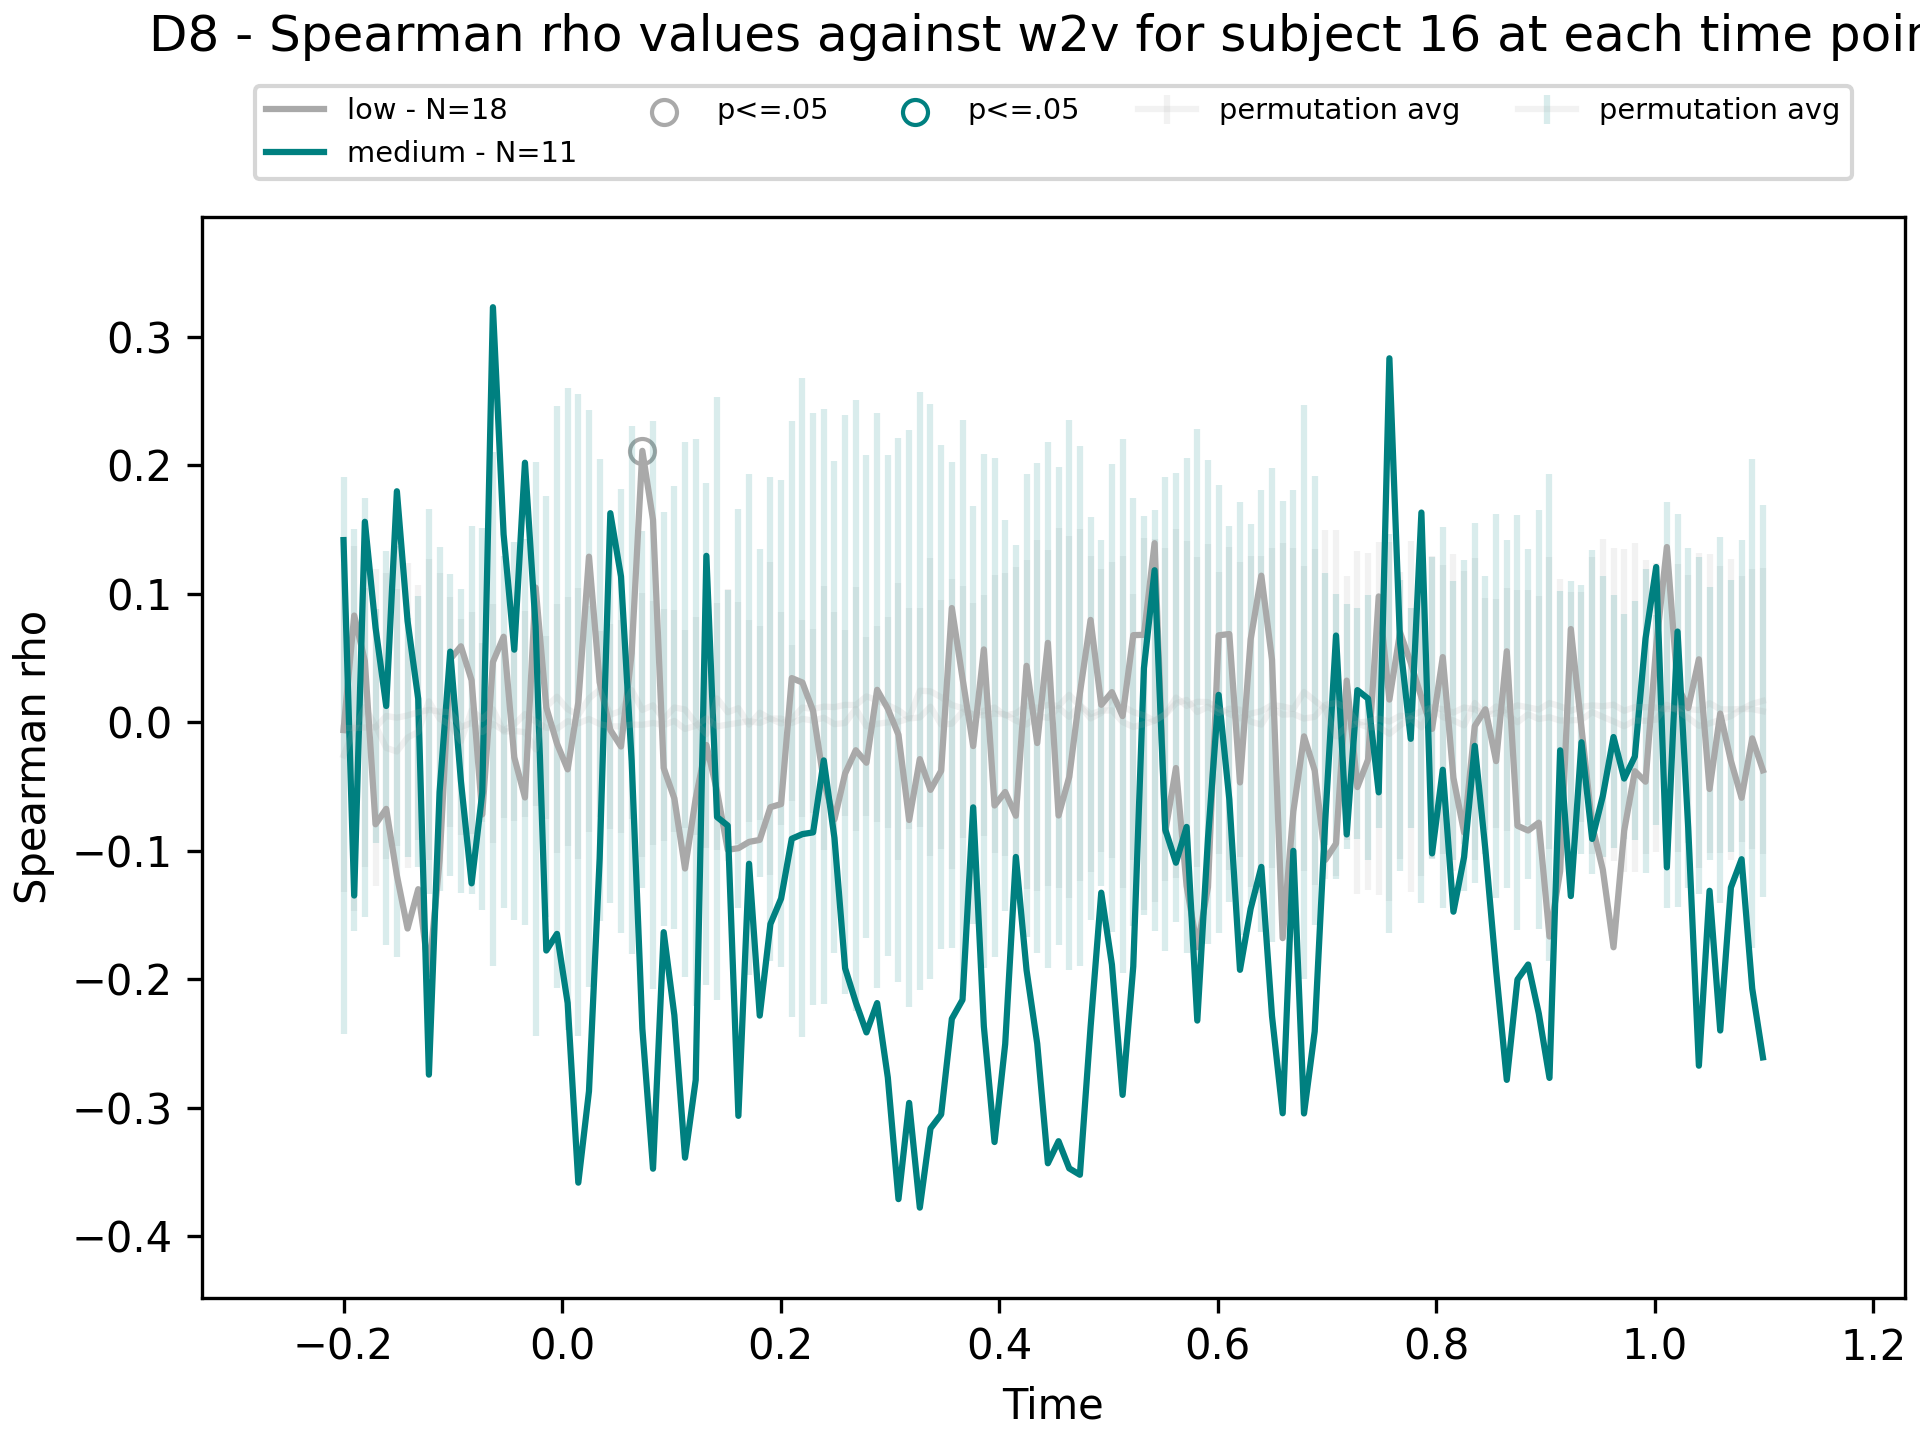 D8 - Spearman rho values against w2v for subject 16 at each time poi
low - N=18
medium - N=11
p<=.05
p<=.05
permutation avg
permutation avg
Spearman rho
0.3
0.2
0.1
0.0
−0.1
−0.2
−0.3
−0.4
−0.2 0.0 0.2 0.4 0.6 0.8 1.0 1.2
Time